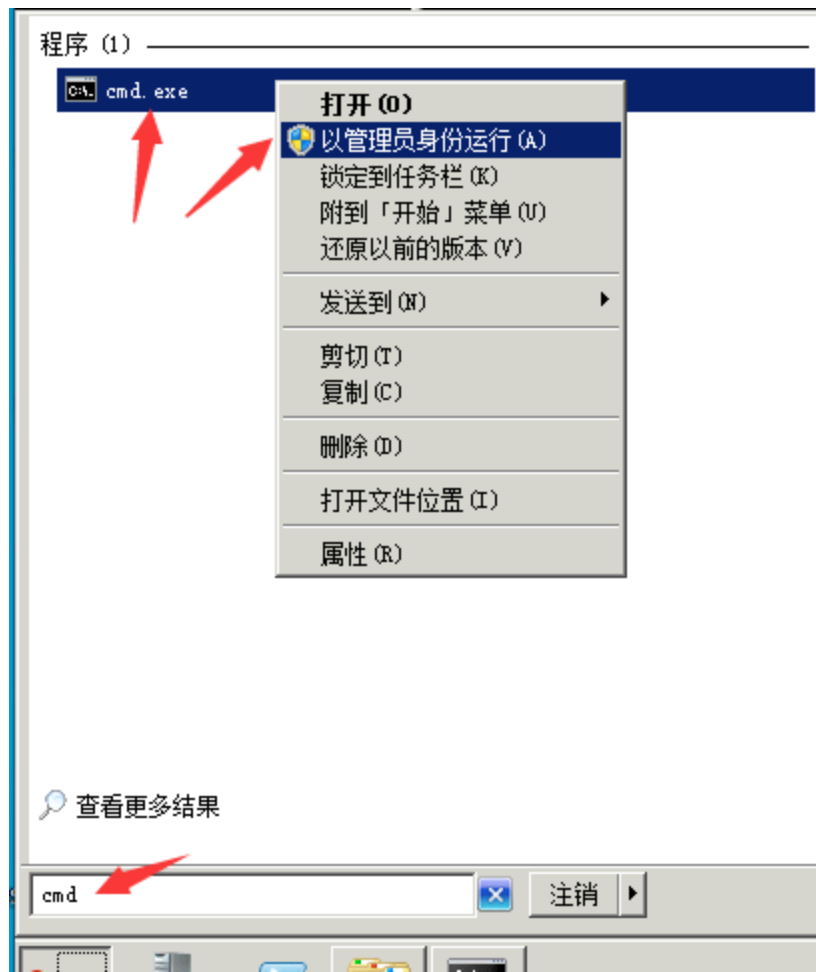 程序 (1)
cmd.exe
打开(O)
以管理员身份运行(A)
锁定到任务栏(K)
附到「开始」菜单(U)
还原以前的版本(V)
发送到(N)
剪切(T)
复制(C)
删除(D)
打开文件位置(I)
属性(R)
查看更多结果
cmd
注销